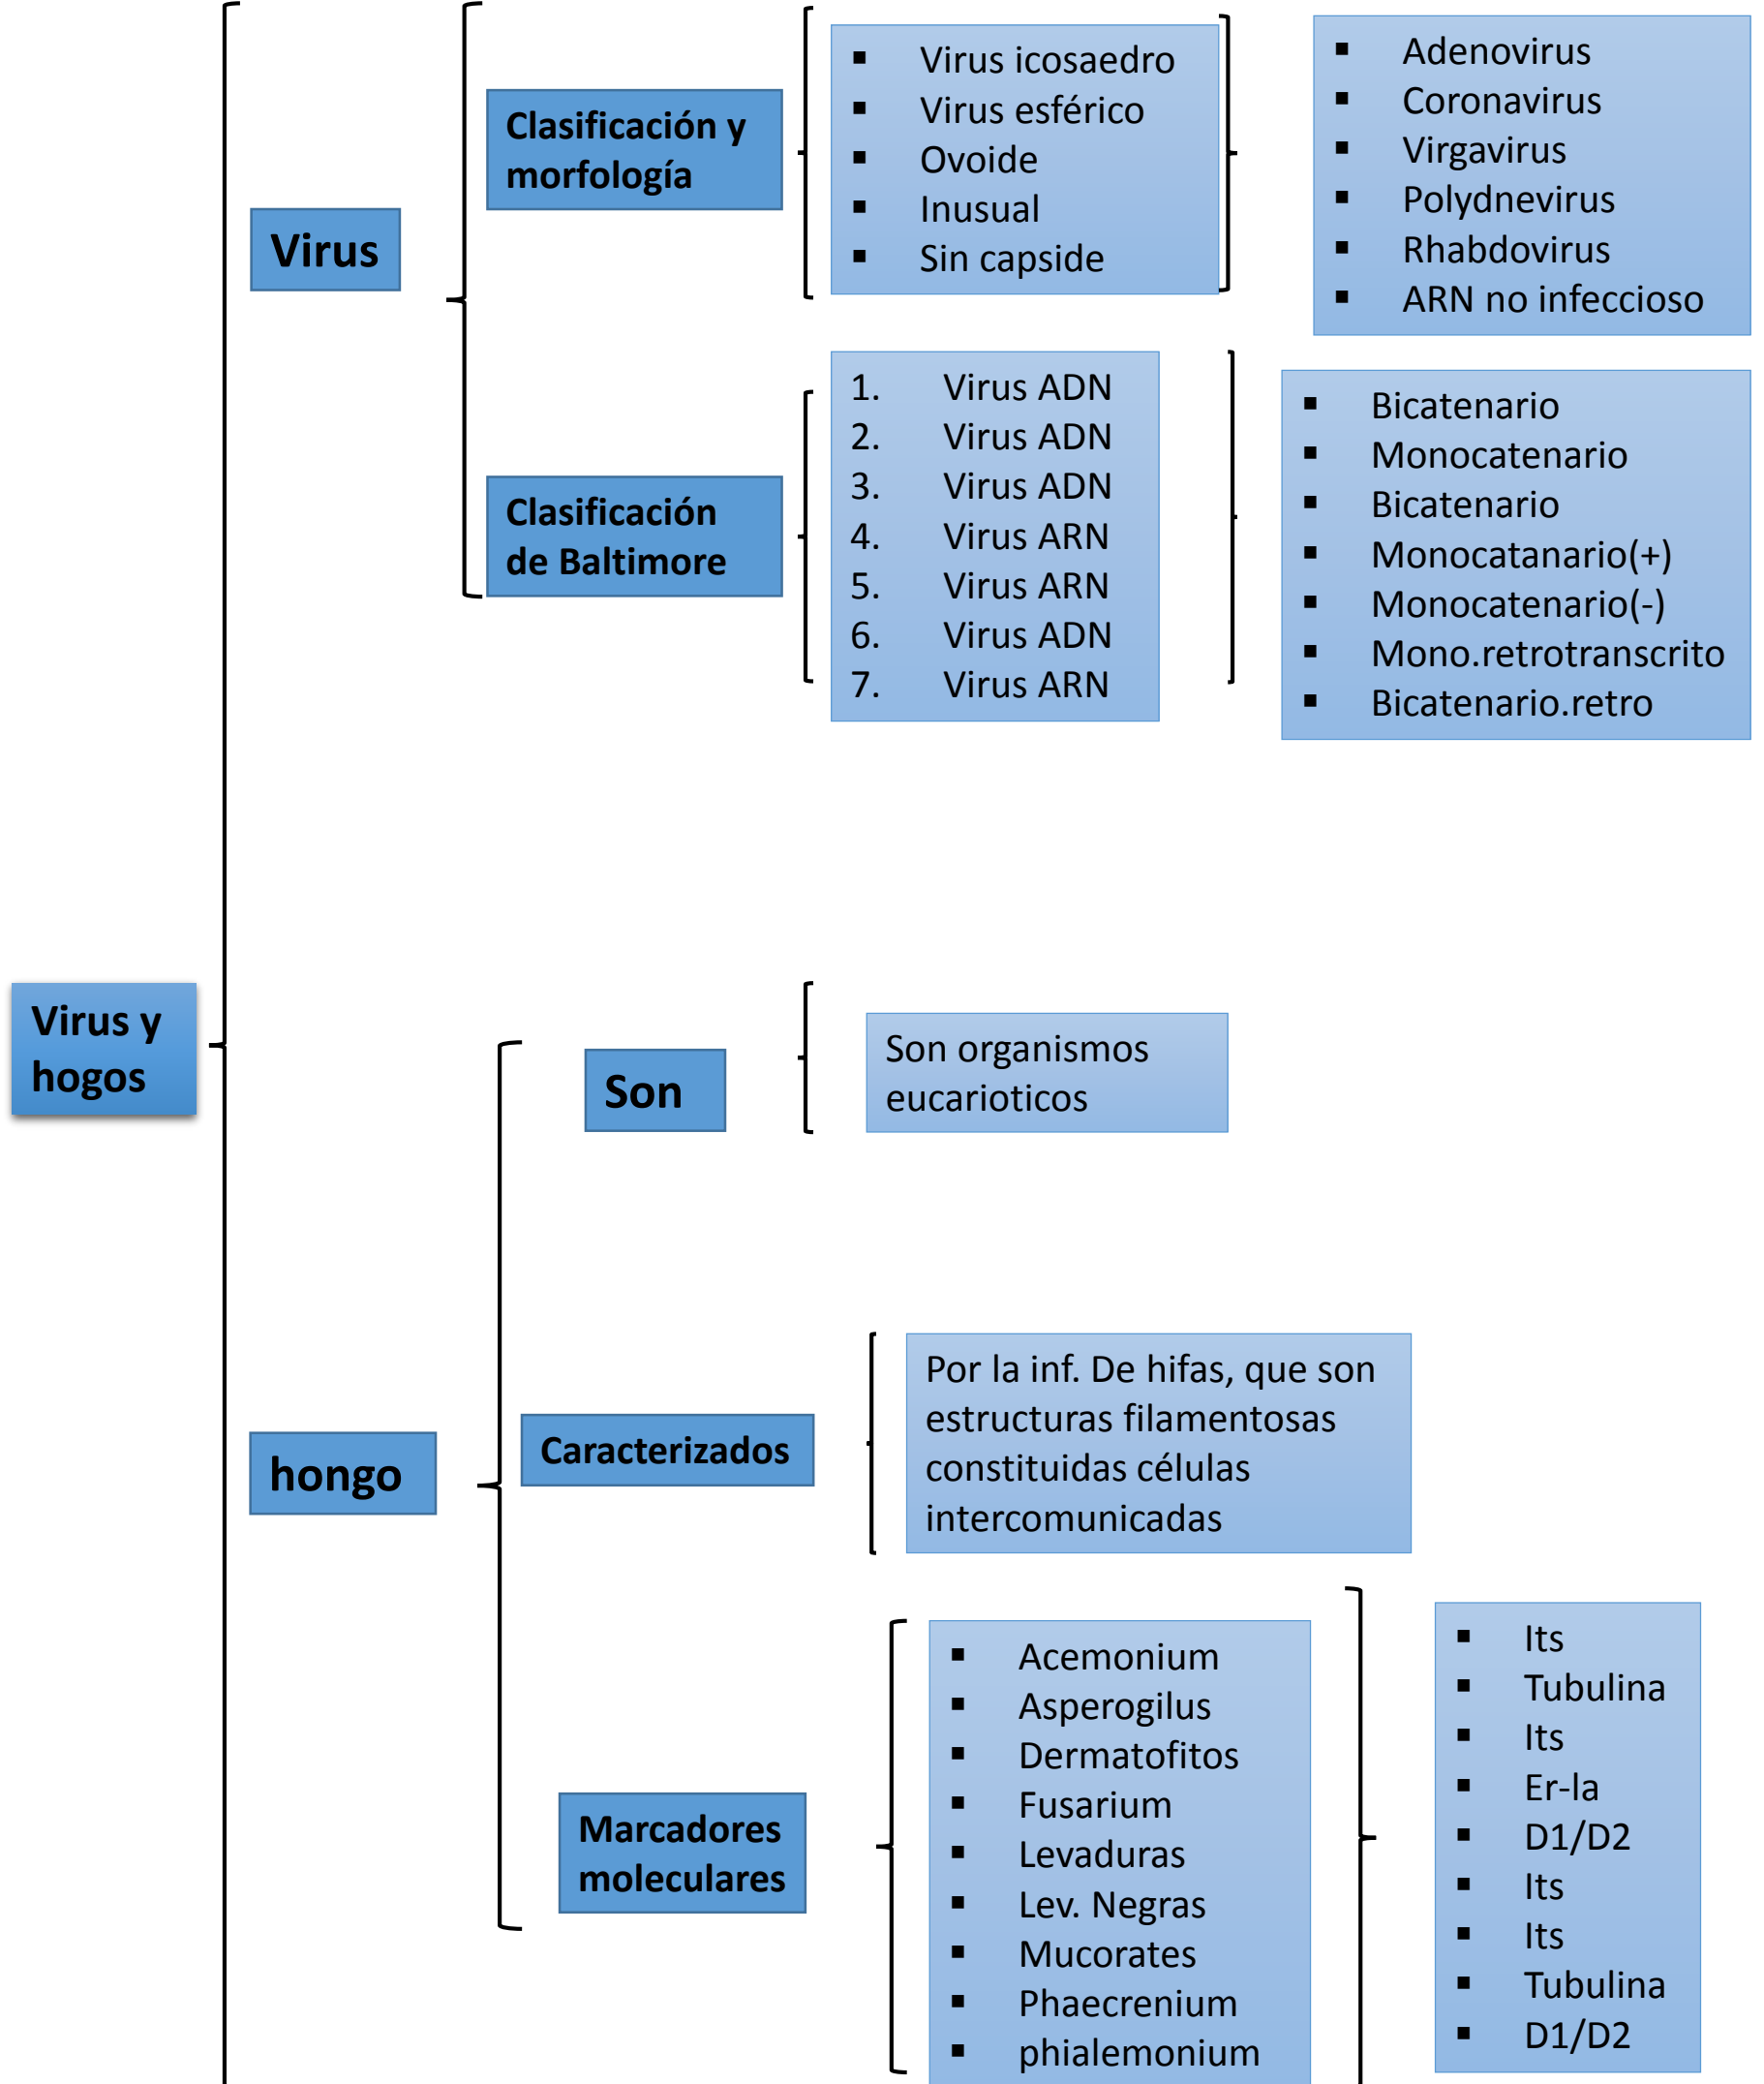 Virus y
hogos
Virus
Clasificación y
morfología
▪ Virus icosaedro
▪ Virus esférico
▪ Ovoide
▪ Inusual
▪ Sin capside
▪ Adenovirus
▪ Coronavirus
▪ Virgavirus
▪ Polydnevirus
▪ Rhabdovirus
▪ ARN no infeccioso
Clasificación
de Baltimore
1. Virus ADN
2. Virus ADN
3. Virus ADN
4. Virus ARN
5. Virus ARN
6. Virus ADN
7. Virus ARN
▪ Bicatenario
▪ Monocatenario
▪ Bicatenario
▪ Monocatanario(+)
▪ Monocatenario(-)
▪ Mono.retrotranscrito
▪ Bicatenario.retro
hongo
Son
Son organismos
eucarioticos
Caracterizados
Por la inf. De hifas, que son
estructuras filamentosas
constituidas células
intercomunicadas
Marcadores
moleculares
▪ Acemonium
▪ Asperogilus
▪ Dermatofitos
▪ Fusarium
▪ Levaduras
▪ Lev. Negras
▪ Mucorates
▪ Phaecrenium
▪ phialemonium
▪ Its
▪ Tubulina
▪ Its
▪ Er-la
▪ D1/D2
▪ Its
▪ Its
▪ Tubulina
▪ D1/D2